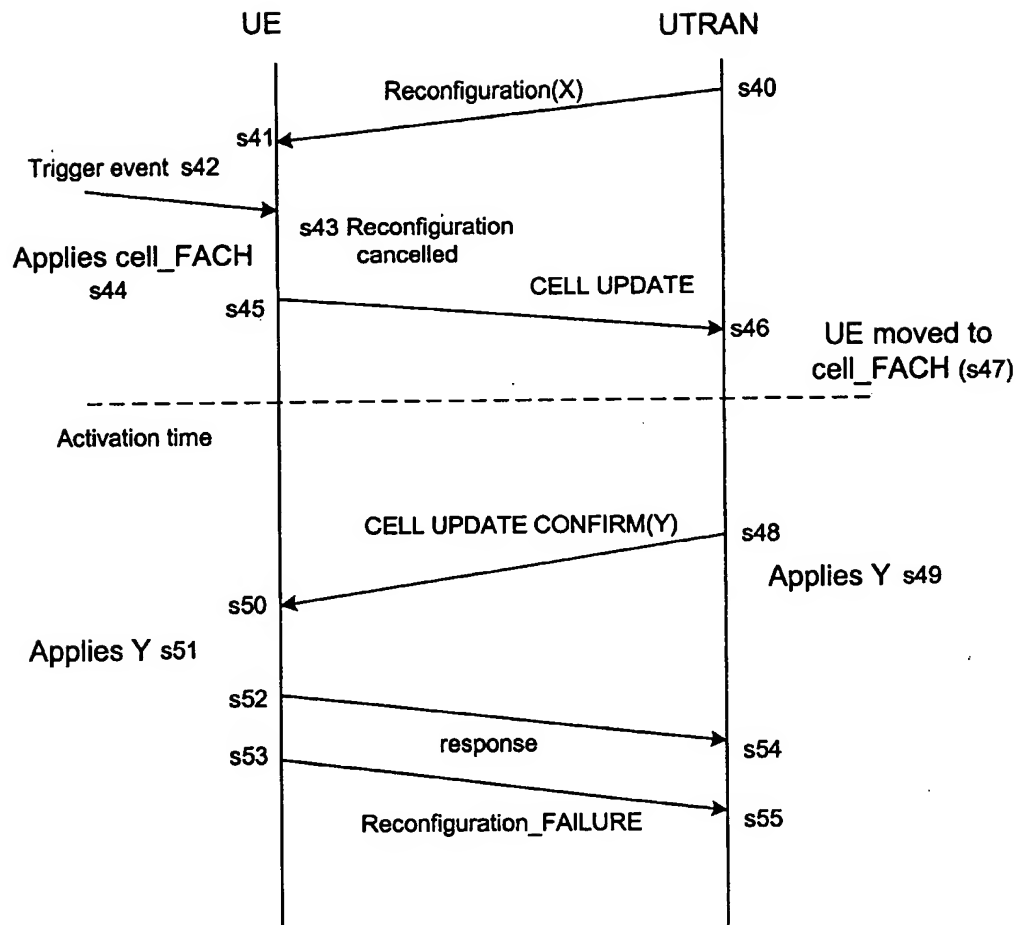 UE
UTRAN
Reconfiguration(X)
s40
s41
Trigger event s42
s43 Reconfiguration
cancelled
Applies cell_FACH
s44
CELL UPDATE
s45
s46
UE moved to
cell_FACH (s47)
Activation time
CELL UPDATE CONFIRM(Y)
s48
Applies Y s49
s50
Applies Y s51
s52
response
s54
s53
Reconfiguration_FAILURE
s55